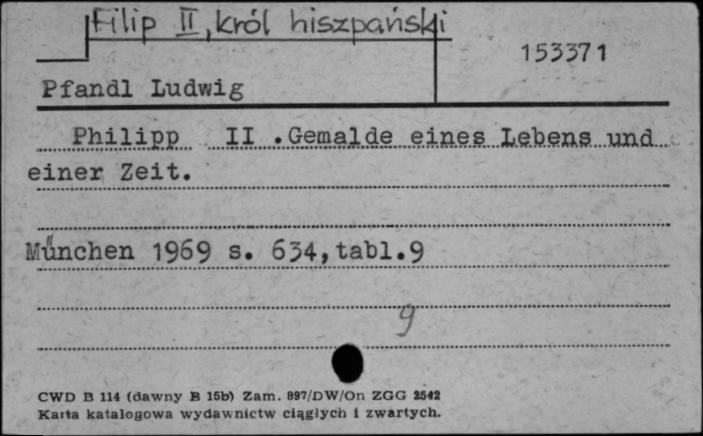 Filip II, król hiszpański
153371
Pfandl Ludwig
Philipp II .Gemalde eines Lebens und
einer Zeit.
München 1969 s. 634,tabl.9
9
CWD B 114 (dawny B 15b) Zam. 897/DW/On ZGG 2542
Karta katalogowa wydawnictw ciągłych i zwartych.